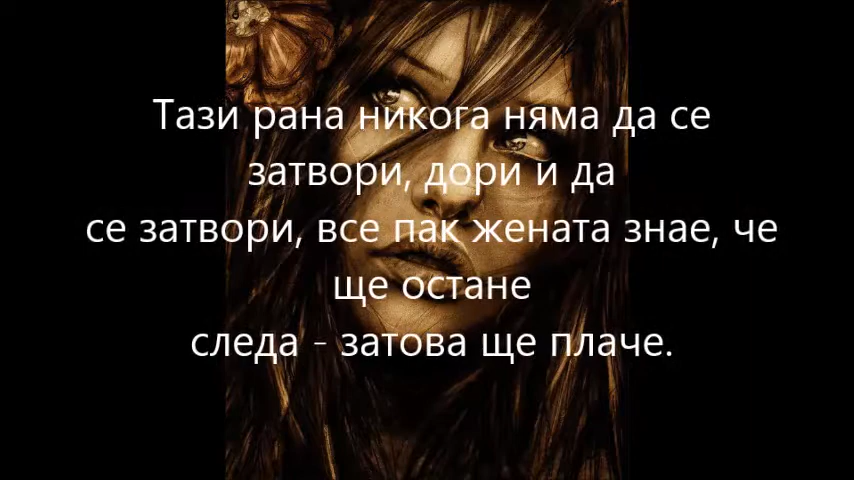 Тази рана никога няма да се
затвори, дори и да
се затвори, все пак жената знае, че
ще остане
следа - затова ще плаче.